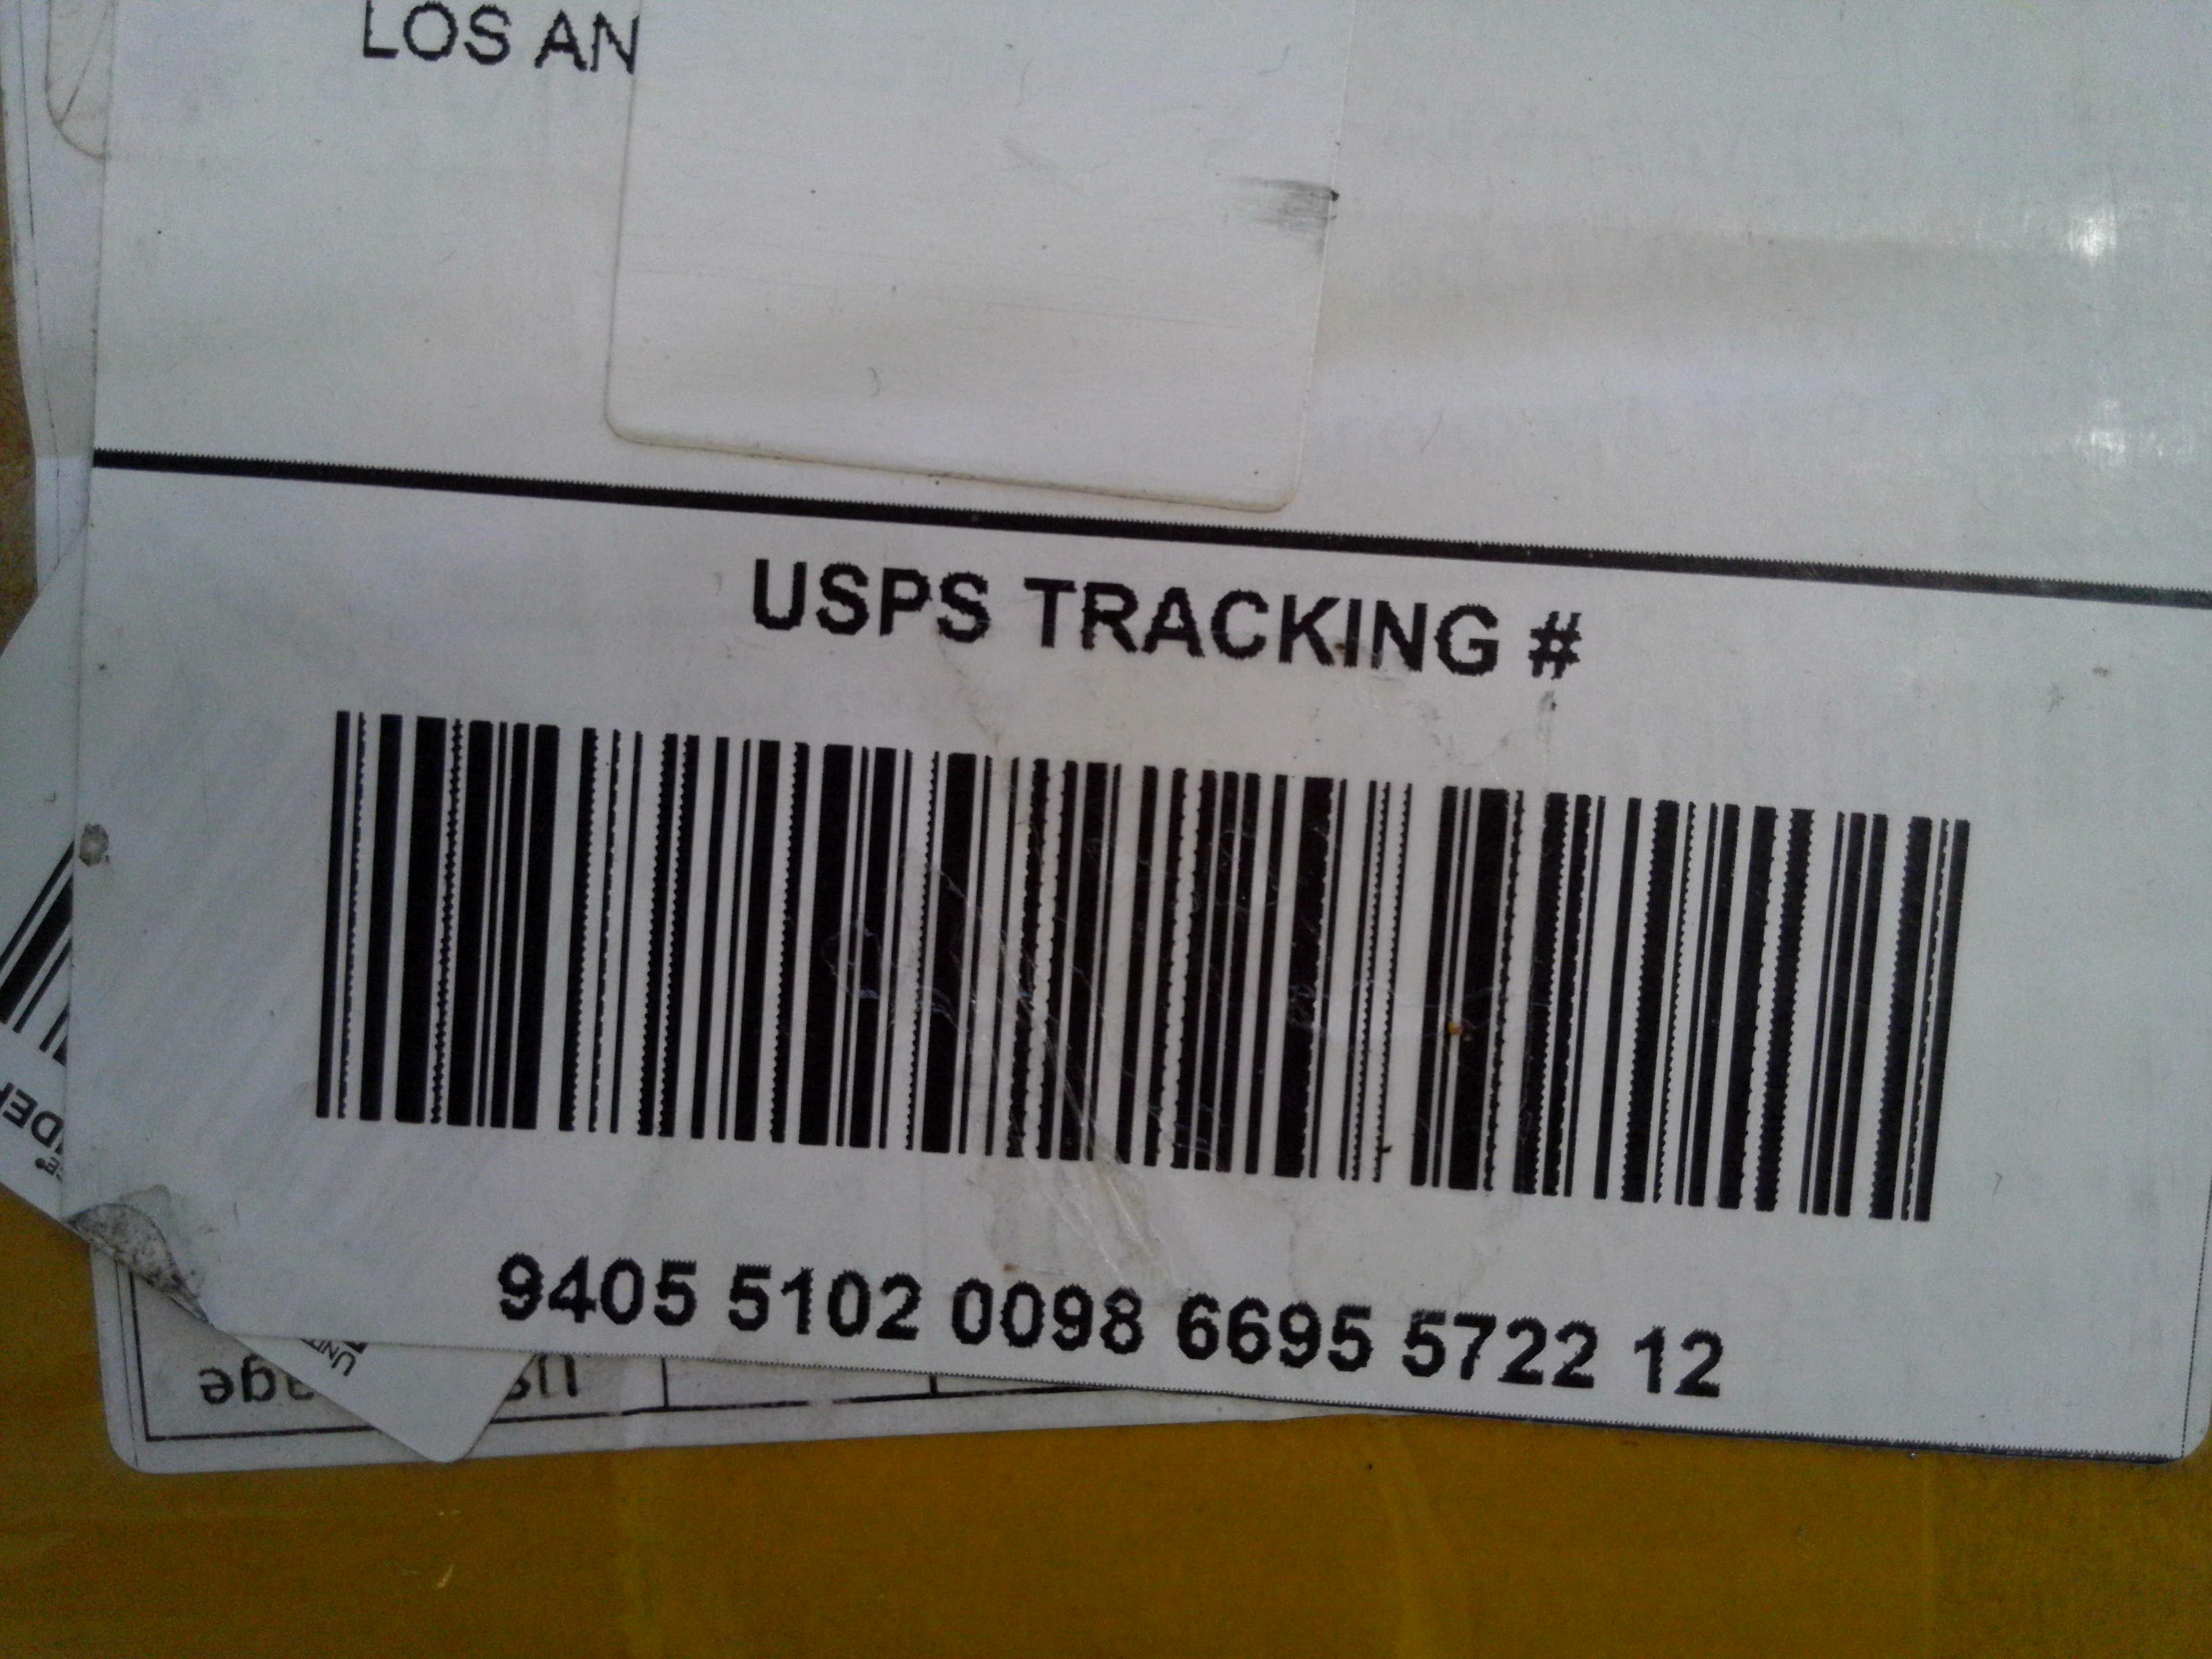 LOS AN
USPS TRACKING #
9405 5102 0098 6695 5722 12